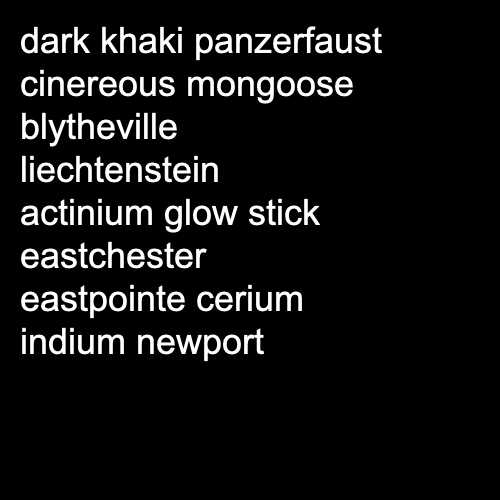 dark khaki panzerfaust
cinereous mongoose
blytheville
liechtenstein
actinium glow stick
eastchester
eastpointe cerium
indium newport